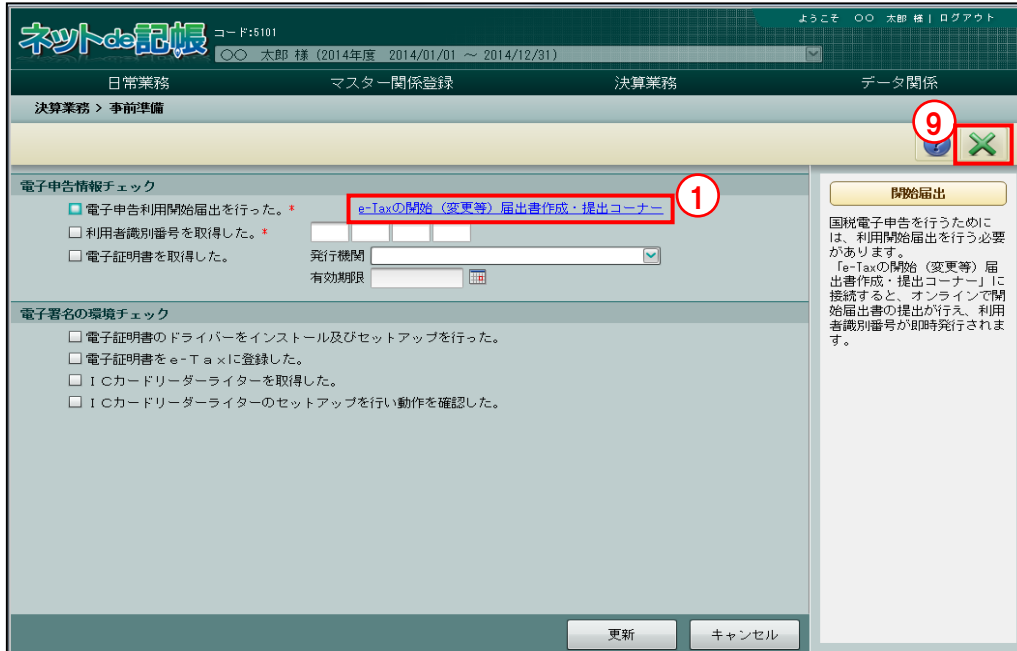 ようこそ ○○ 太郎 様 | ログアウト
ネットde記帳 コード:5101
○○ 太郎 様 (2014年度 2014/01/01 ~ 2014/12/31)
日常業務 マスター関係登録 決算業務 データ関係
決算業務 > 事前準備
9
?
電子申告情報チェック
電子申告利用開始届出を行った。* e-Taxの開始(変更等)届出書作成・提出コーナー 1
利用者識別番号を取得した。*
電子証明書を取得した。 発行機関
有効期限
電子署名の環境チェック
電子証明書のドライバーをインストール及びセットアップを行った。
電子証明書をe-Taxに登録した。
ICカードリーダーライターを取得した。
ICカードリーダーライターのセットアップを行い動作を確認した。
開始届出
国税電子申告を行うために
は、利用開始届出を行う必要
があります。
「e-Taxの開始(変更等)届
出書作成・提出コーナー」に
接続すると、オンラインで開
始届出書の提出が行え、利用
者識別番号が即時発行されま
す。
更新 キャンセル